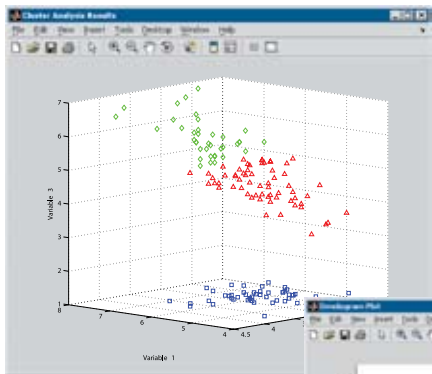 Cluster Analysis Results
File Edit View Insert Tools Desktop Window Help
7
6
5
4
3
2
1
Variable 3
8
7
6
5
4
4.5
4
Variable 1
Dendrogram Plot
File Edit View Insert Tools